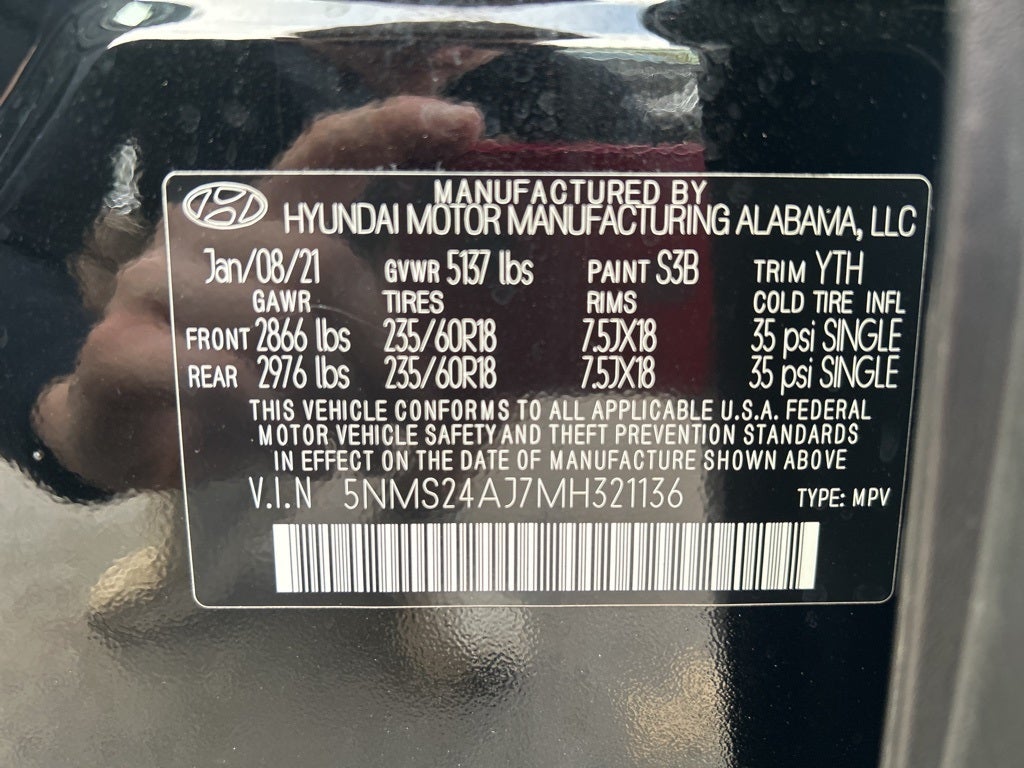 MANUFACTURED BY
HYUNDAI MOTOR MANUFACTURING ALABAMA, LLC
Jan/08/21 GVWR 5137 lbs PAINT S3B TRIM YTH
GAWR TIRES RIMS COLD TIRE INFL
FRONT 2866 lbs 235/60R18 7.5JX18 35 psi SINGLE
REAR 2976 lbs 235/60R18 7.5JX18 35 psi SINGLE
THIS VEHICLE CONFORMS TO ALL APPLICABLE U.S.A. FEDERAL
MOTOR VEHICLE SAFETY AND THEFT PREVENTION STANDARDS
IN EFFECT ON THE DATE OF MANUFACTURE SHOWN ABOVE
V.I.N 5NMS24AJ7MH321136 TYPE: MPV